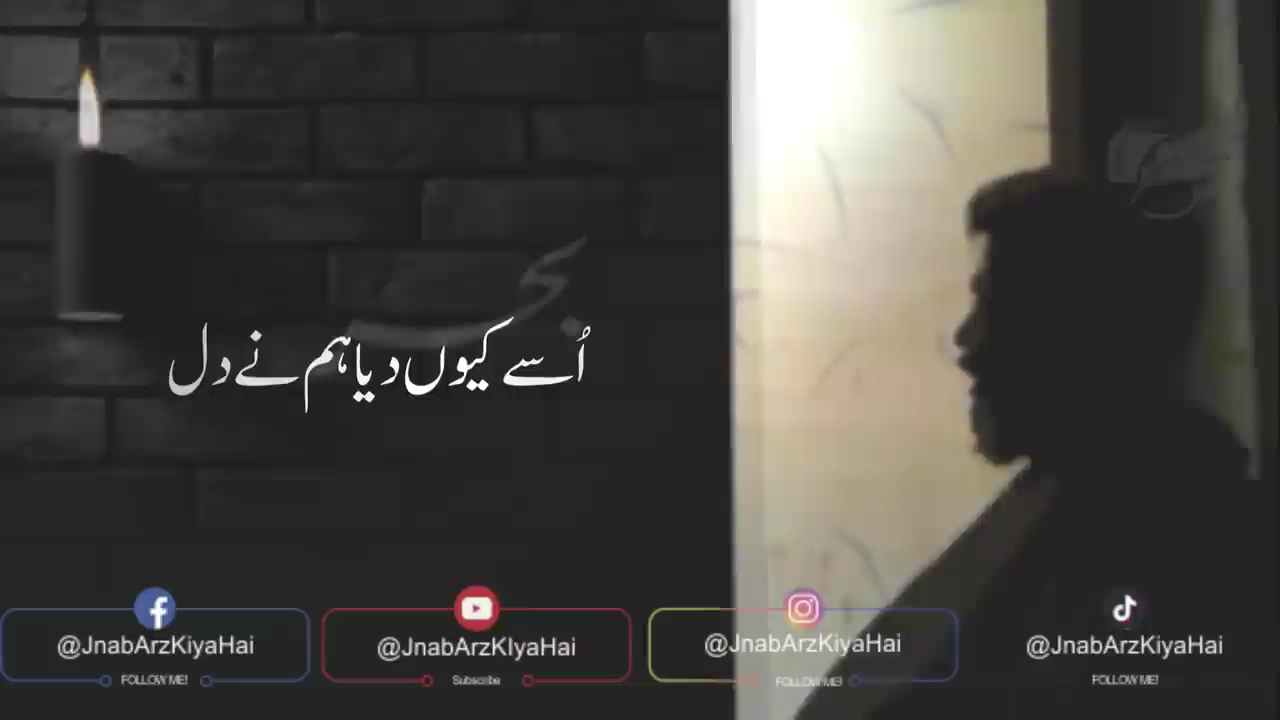 اُسے کیوں دیا ہم نے دل
@JnabArzKiyaHai
@JnabArzKIyaHai
@JnabArzKiyaHai
@JnabArzKiyaHai
FOLLOW ME!
Subscribe
FOLLOW ME!
FOLLOW ME!